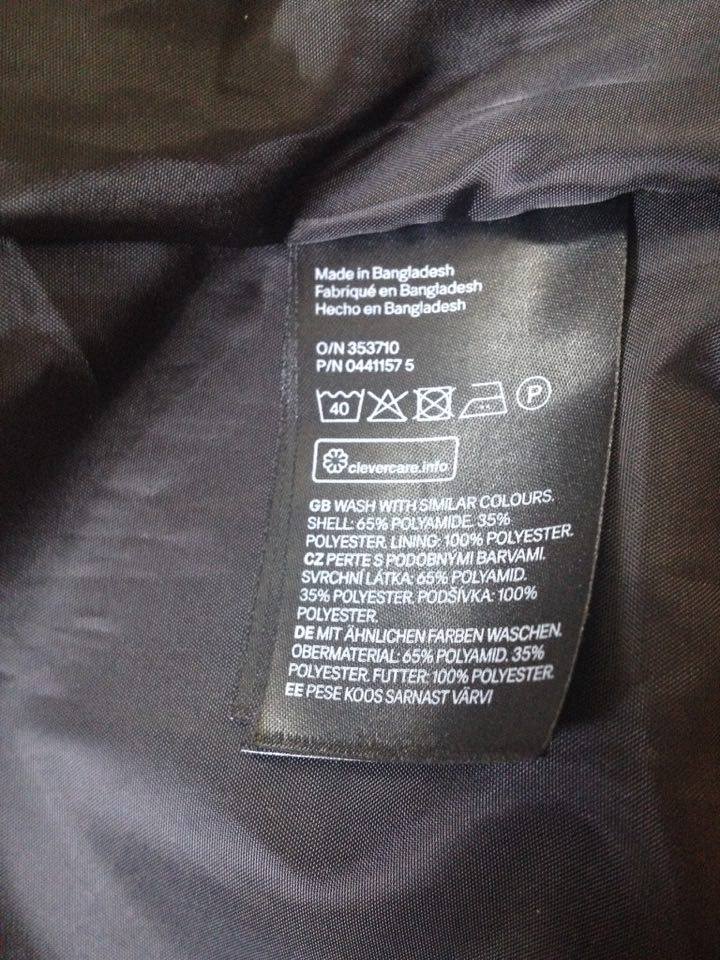 Made in Bangladesh
Fabriqué en Bangladesh
Hecho en Bangladesh
O/N 353710
P/N 0441157 5
40
P
clevercare.info
GB WASH WITH SIMILAR COLOURS.
SHELL: 65% POLYAMIDE. 35%
POLYESTER. LINING: 100% POLYESTER.
CZ PERTE S PODOBNÝMI BARVAMI.
SVRCHNÍ LÁTKA: 65% POLYAMID.
35% POLYESTER. PODŠÍVKA: 100%
POLYESTER.
DE MIT ÄHNLICHEN FARBEN WASCHEN.
OBERMATERIAL: 65% POLYAMID. 35%
POLYESTER. FUTTER: 100% POLYESTER.
EE PESE KOOS SARNAST VÄRVI